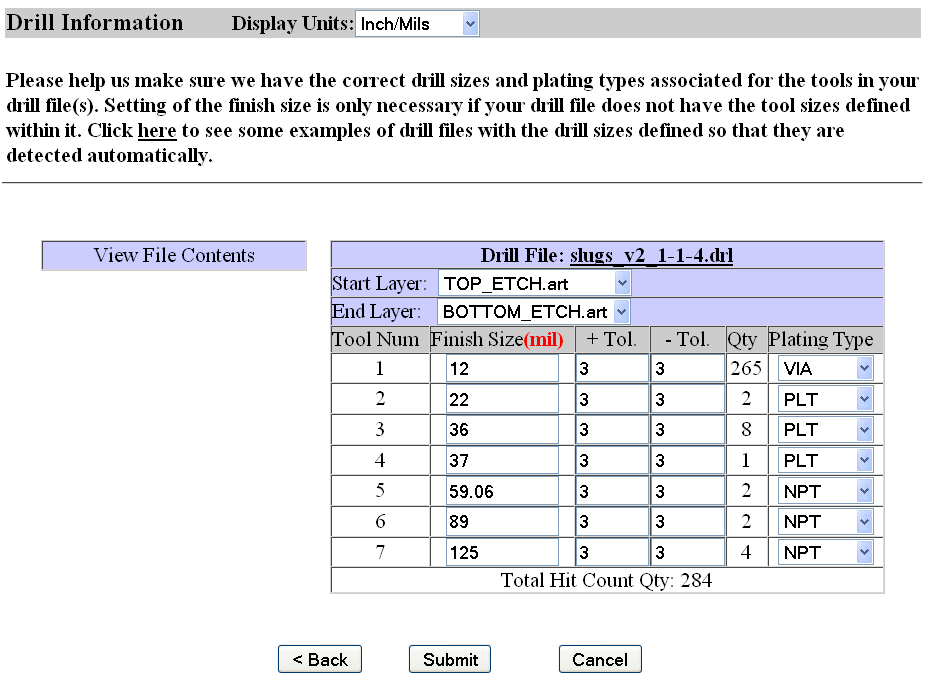 Drill Information Display Units: Inch/Mils
Please help us make sure we have the correct drill sizes and plating types associated for the tools in your
drill file(s). Setting of the finish size is only necessary if your drill file does not have the tool sizes defined
within it. Click here to see some examples of drill files with the drill sizes defined so that they are
detected automatically.
View File Contents
Drill File: slugs_v2_1-1-4.drl
Start Layer: TOP_ETCH.art
End Layer: BOTTOM_ETCH.art
Tool Num Finish Size(mil) + Tol. - Tol. Qty Plating Type
1 12 3 3 265 VIA
2 22 3 3 2 PLT
3 36 3 3 8 PLT
4 37 3 3 1 PLT
5 59.06 3 3 2 NPT
6 89 3 3 2 NPT
7 125 3 3 4 NPT
Total Hit Count Qty: 284
< Back Submit Cancel